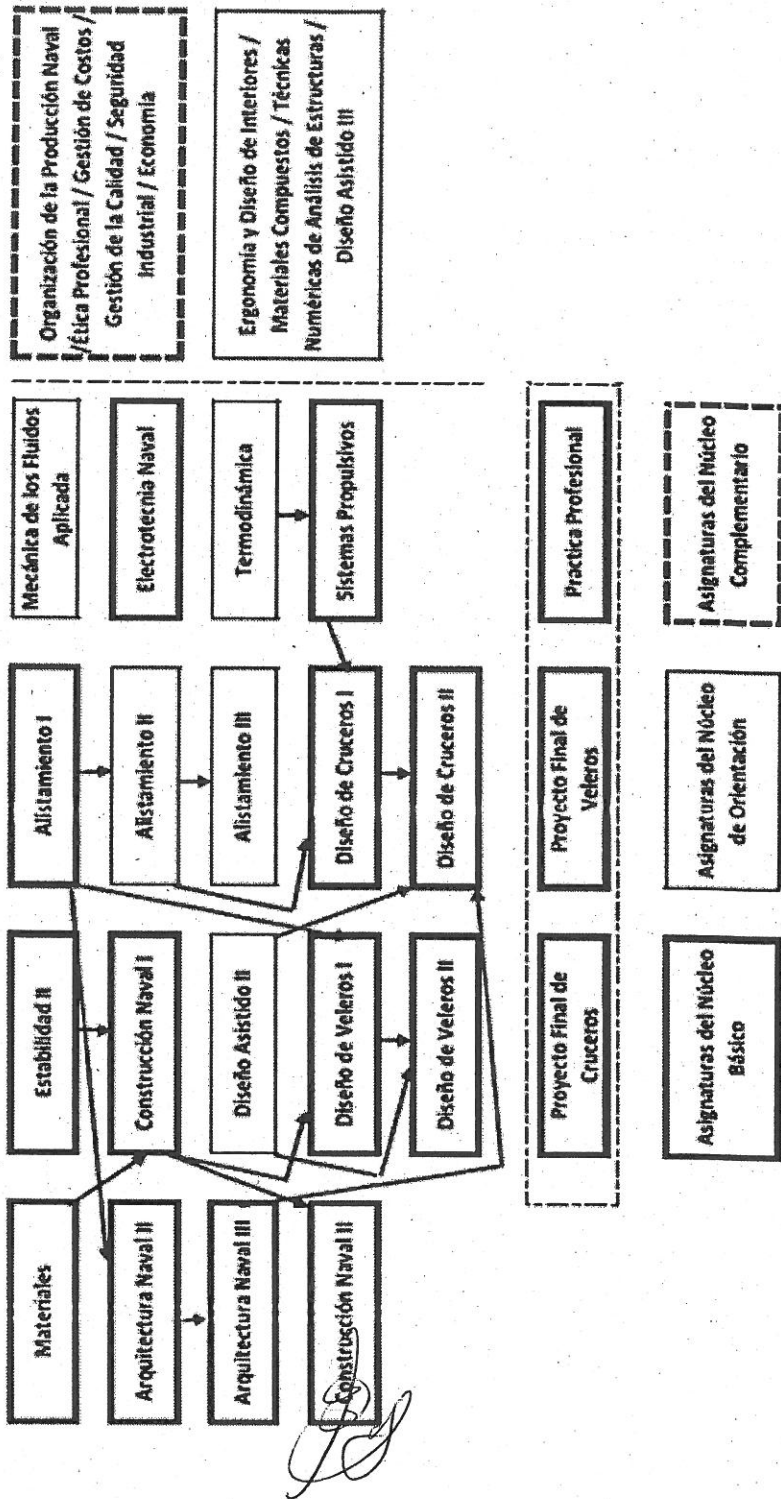 Materiales
Estabilidad II
Alistamiento I
Mecánica de los Fluidos
Aplicada
Organización de la Producción Naval
/Ética Profesional / Gestión de Costos /
Gestión de la Calidad / Seguridad
Industrial / Economía
Arquitectura Naval II
Construcción Naval I
Alistamiento II
Electrotecnia Naval
Arquitectura Naval III
Diseño Asistido II
Alistamiento III
Termodinámica
Ergonomía y Diseño de Interiores /
Materiales Compuestos / Técnicas
Numéricas de Análisis de Estructuras /
Diseño Asistido III
Construcción Naval II
Diseño de Veleros I
Diseño de Cruceros I
Sistemas Propulsivos
Diseño de Veleros II
Diseño de Cruceros II
Proyecto Final de
Cruceros
Proyecto Final de
Veleros
Practica Profesional
Asignaturas del Núcleo
Básico
Asignaturas del Núcleo
de Orientación
Asignaturas del Núcleo
Complementario